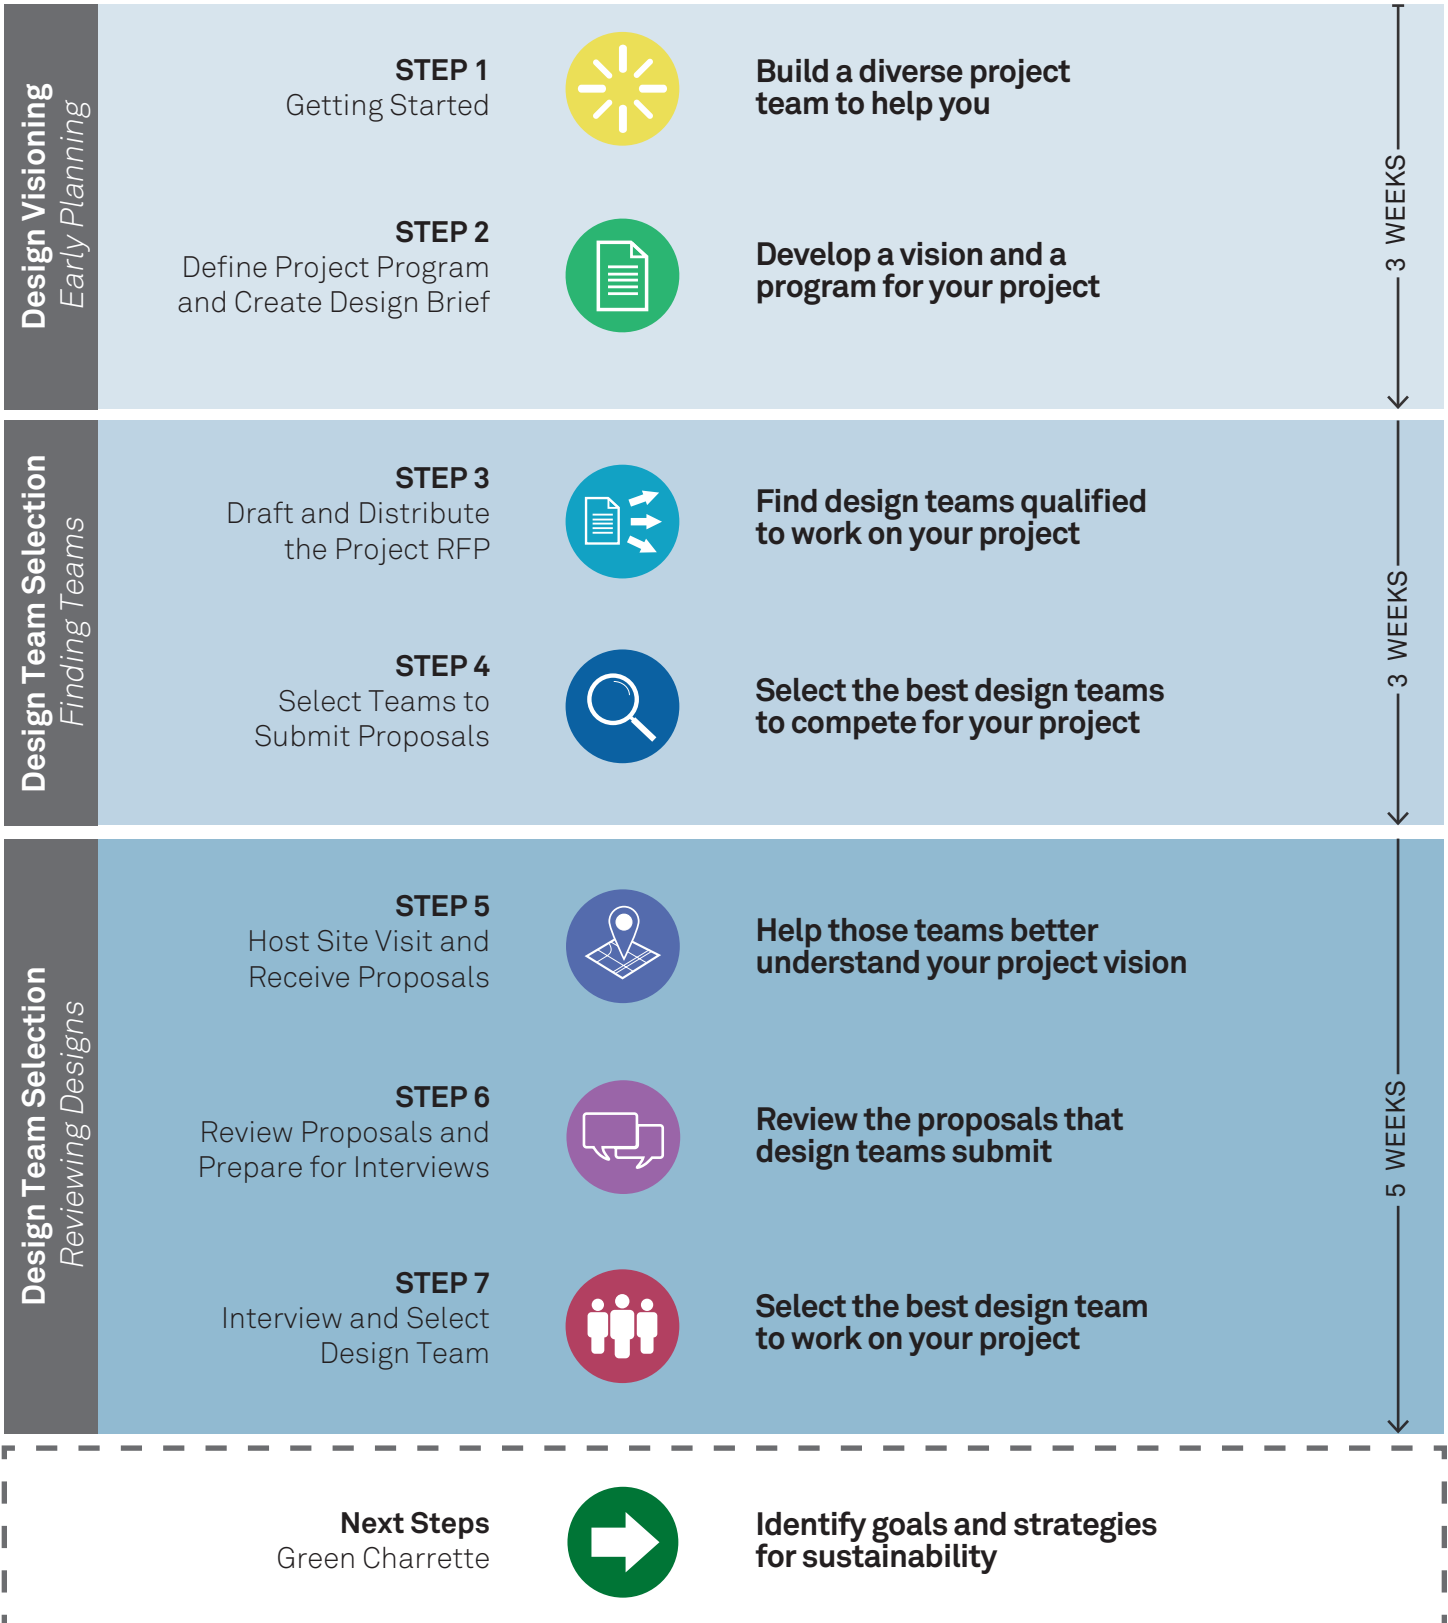 Design Visioning
Early Planning
STEP 1
Getting Started
Build a diverse project
team to help you
STEP 2
Define Project Program
and Create Design Brief
Develop a vision and a
program for your project
3 WEEKS
Design Team Selection
Finding Teams
STEP 3
Draft and Distribute
the Project RFP
Find design teams qualified
to work on your project
STEP 4
Select Teams to
Submit Proposals
Select the best design teams
to compete for your project
3 WEEKS
Design Team Selection
Reviewing Designs
STEP 5
Host Site Visit and
Receive Proposals
Help those teams better
understand your project vision
STEP 6
Review Proposals and
Prepare for Interviews
Review the proposals that
design teams submit
STEP 7
Interview and Select
Design Team
Select the best design team
to work on your project
5 WEEKS
Next Steps
Green Charrette
Identify goals and strategies
for sustainability